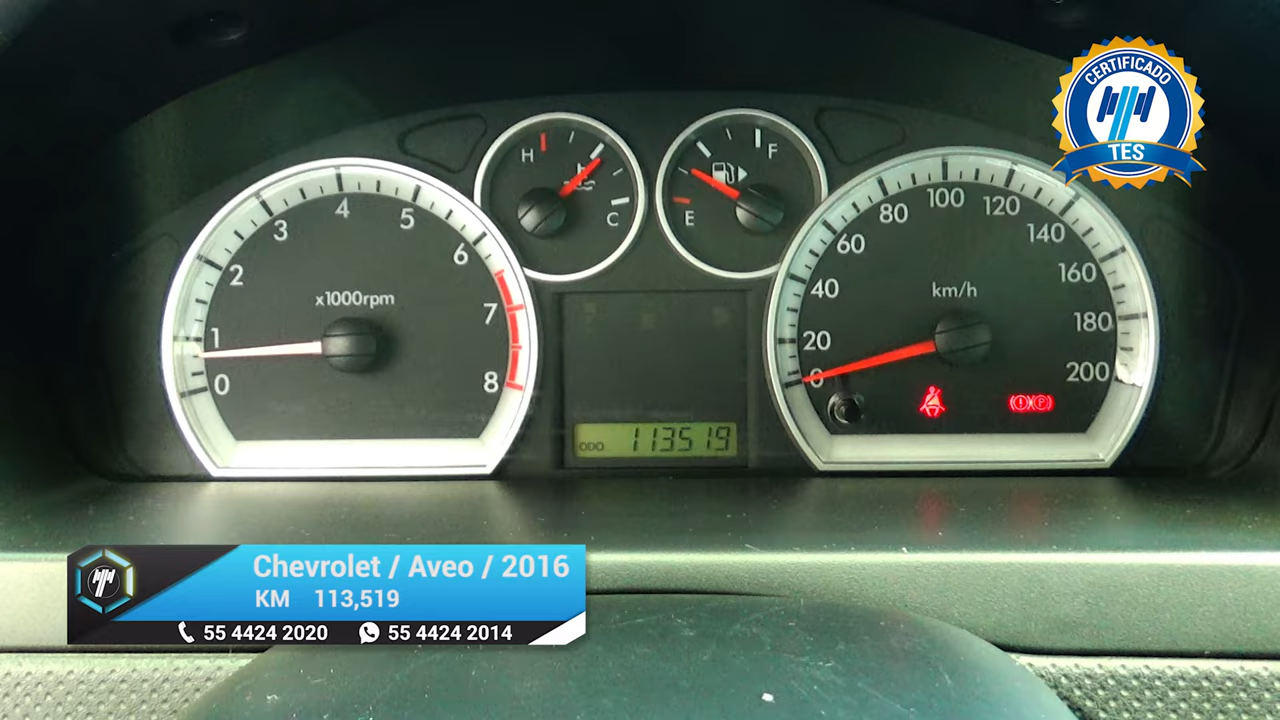 CERTIFICADO
TES
H
C
F
E
0
1
2
3
4
5
6
7
8
x1000rpm
0
20
40
60
80
100
120
140
160
180
200
km/h
ODO 113519
Chevrolet / Aveo / 2016
KM 113,519
55 4424 2020 55 4424 2014